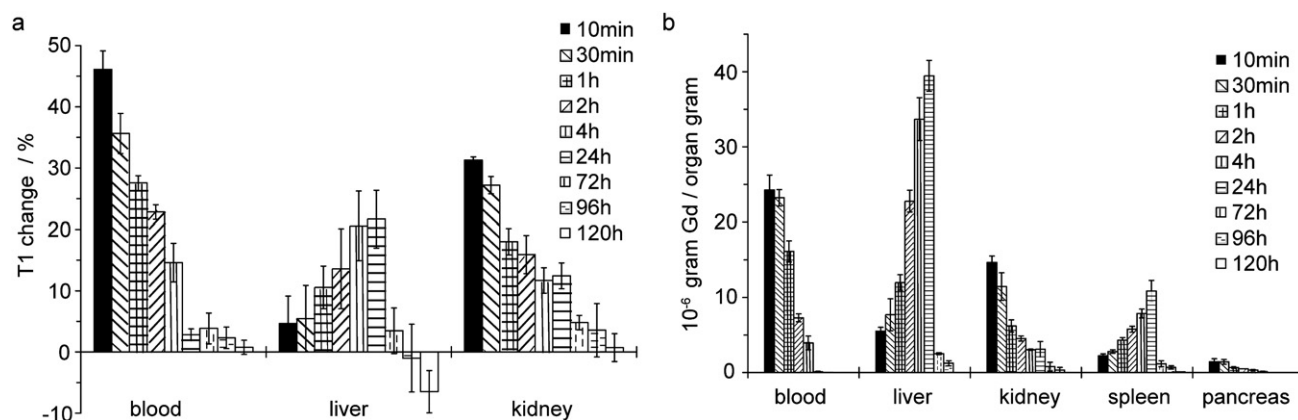 a
T1 change / %
50
40
30
20
10
0
-10
blood
liver
kidney
10min
30min
1h
2h
4h
24h
72h
96h
120h
b
10⁻⁶ gram Gd / organ gram
40
30
20
10
0
blood
liver
kidney
spleen
pancreas
10min
30min
1h
2h
4h
24h
72h
96h
120h